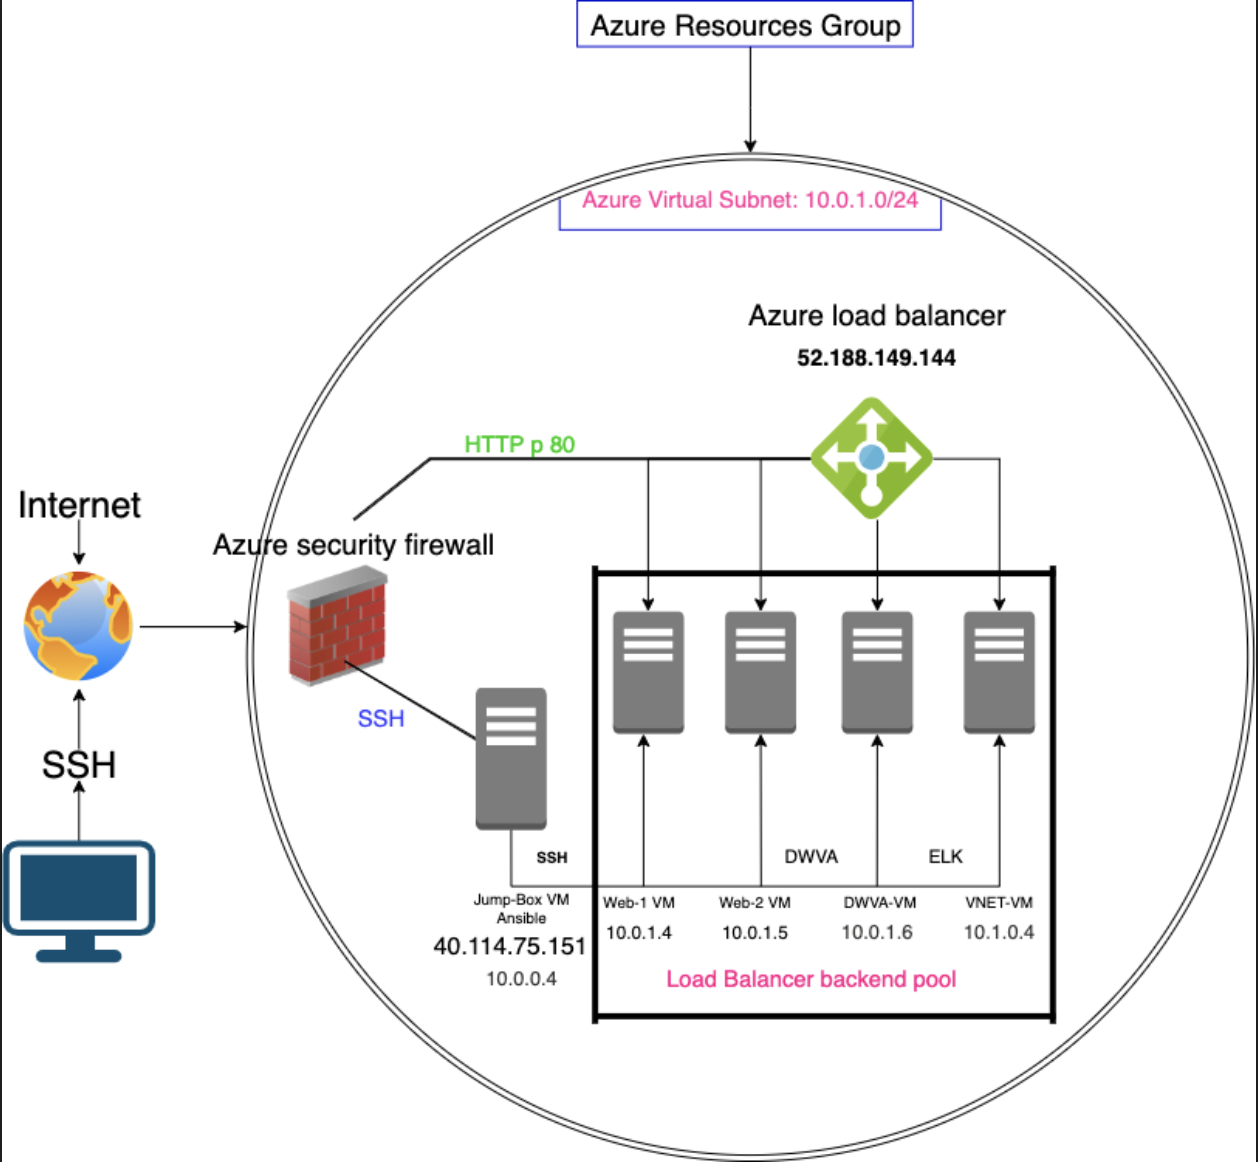 Azure Resources Group
Azure Virtual Subnet: 10.0.1.0/24
Azure load balancer
52.188.149.144
HTTP p 80
Internet
Azure security firewall
SSH
SSH
SSH
DWVA
ELK
Jump-Box VM
Ansible
40.114.75.151
10.0.0.4
Web-1 VM
10.0.1.4
Web-2 VM
10.0.1.5
DWVA-VM
10.0.1.6
VNET-VM
10.1.0.4
Load Balancer backend pool